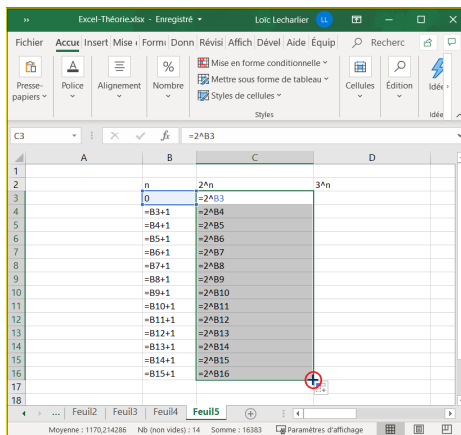 ›› Excel-Théorie.xlsx - Enregistré Loïc Lecharlier LL
Fichier Accue Insert Mise e Formu Donn Révisi Affich Dével Aide Équip Recherc
Presse-papiers Police Alignement Nombre % Mise en forme conditionnelle Cellules Édition Idée
Mettre sous forme de tableau
Styles de cellules
Styles Idée
C3 fx =2^B3
A B C D
1
2 n 2^n 3^n
3 0 =2^B3
4 =B3+1 =2^B4
5 =B4+1 =2^B5
6 =B5+1 =2^B6
7 =B6+1 =2^B7
8 =B7+1 =2^B8
9 =B8+1 =2^B9
10 =B9+1 =2^B10
11 =B10+1 =2^B11
12 =B11+1 =2^B12
13 =B12+1 =2^B13
14 =B13+1 =2^B14
15 =B14+1 =2^B15
16 =B15+1 =2^B16
17
18
... Feuil2 Feuil3 Feuil4 Feuil5
Moyenne : 1170,214286 Nb (non vides) : 14 Somme : 16383 Paramètres d'affichage